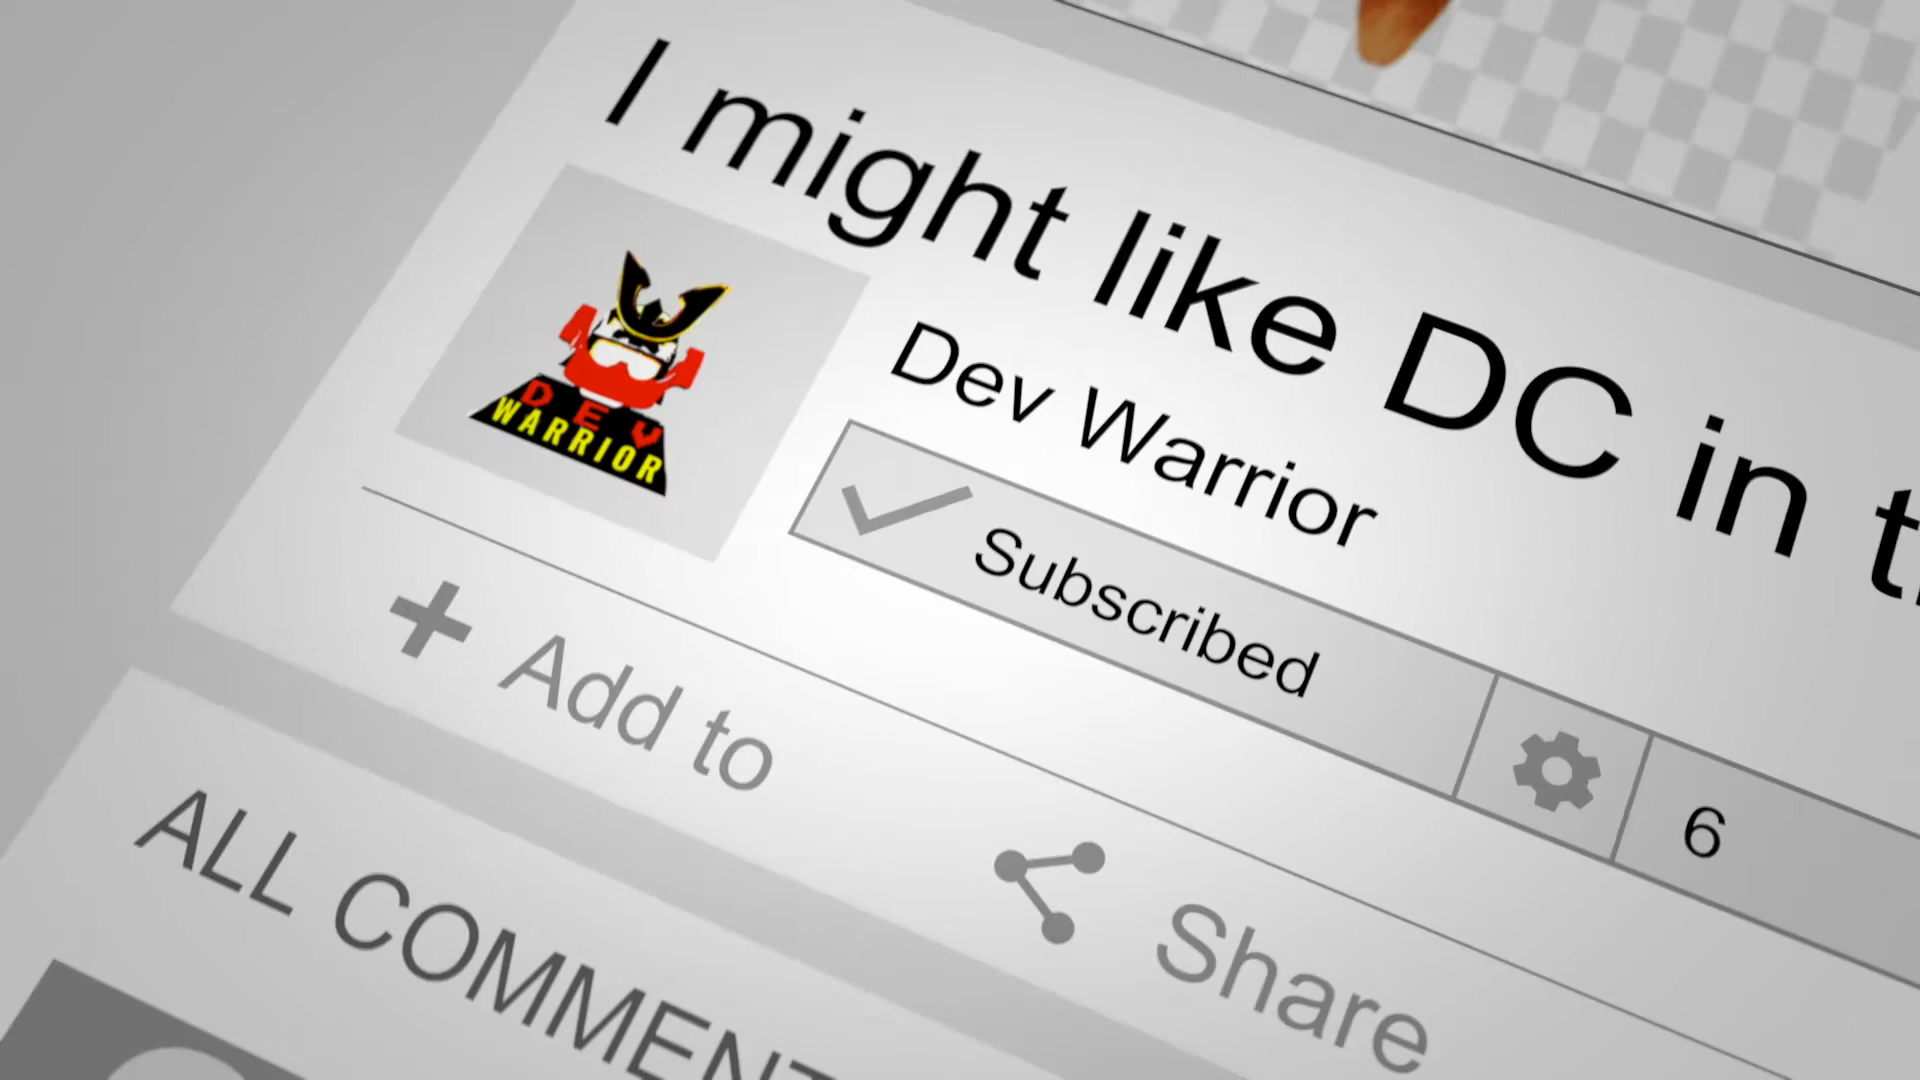 I might like DC in t
Dev Warrior
DEV
WARRIOR
Subscribed
6
Add to
Share
ALL COMMENT